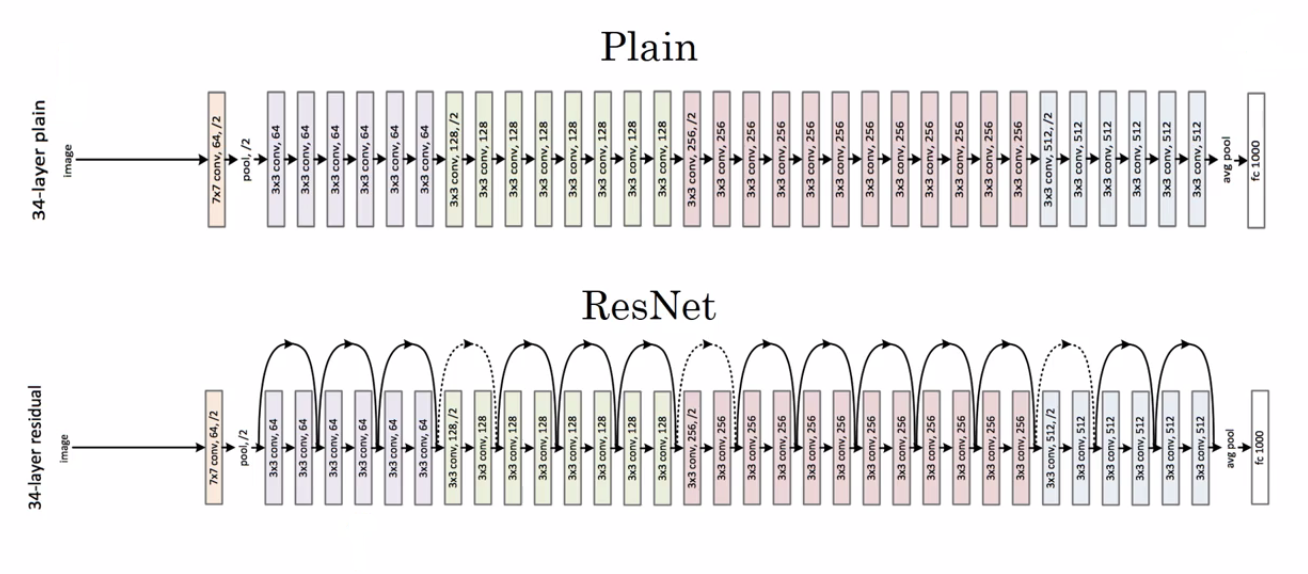 Plain
34-layer plain
image
7x7 conv, 64, /2
pool, /2
3x3 conv, 64
3x3 conv, 64
3x3 conv, 64
3x3 conv, 64
3x3 conv, 64
3x3 conv, 64
3x3 conv, 128, /2
3x3 conv, 128
3x3 conv, 128
3x3 conv, 128
3x3 conv, 128
3x3 conv, 128
3x3 conv, 128
3x3 conv, 128
3x3 conv, 256, /2
3x3 conv, 256
3x3 conv, 256
3x3 conv, 256
3x3 conv, 256
3x3 conv, 256
3x3 conv, 256
3x3 conv, 256
3x3 conv, 256
3x3 conv, 256
3x3 conv, 256
3x3 conv, 256
3x3 conv, 512, /2
3x3 conv, 512
3x3 conv, 512
3x3 conv, 512
3x3 conv, 512
3x3 conv, 512
avg pool
fc 1000
ResNet
34-layer residual
image
7x7 conv, 64, /2
pool, /2
3x3 conv, 64
3x3 conv, 64
3x3 conv, 64
3x3 conv, 64
3x3 conv, 64
3x3 conv, 64
3x3 conv, 128, /2
3x3 conv, 128
3x3 conv, 128
3x3 conv, 128
3x3 conv, 128
3x3 conv, 128
3x3 conv, 128
3x3 conv, 128
3x3 conv, 256, /2
3x3 conv, 256
3x3 conv, 256
3x3 conv, 256
3x3 conv, 256
3x3 conv, 256
3x3 conv, 256
3x3 conv, 256
3x3 conv, 256
3x3 conv, 256
3x3 conv, 256
3x3 conv, 256
3x3 conv, 512, /2
3x3 conv, 512
3x3 conv, 512
3x3 conv, 512
3x3 conv, 512
3x3 conv, 512
avg pool
fc 1000